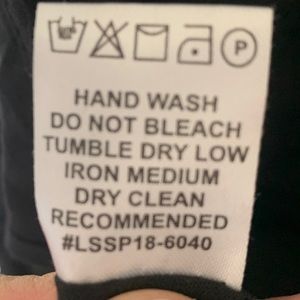 P
HAND WASH
DO NOT BLEACH
TUMBLE DRY LOW
IRON MEDIUM
DRY CLEAN
RECOMMENDED
#LSSP18-6040